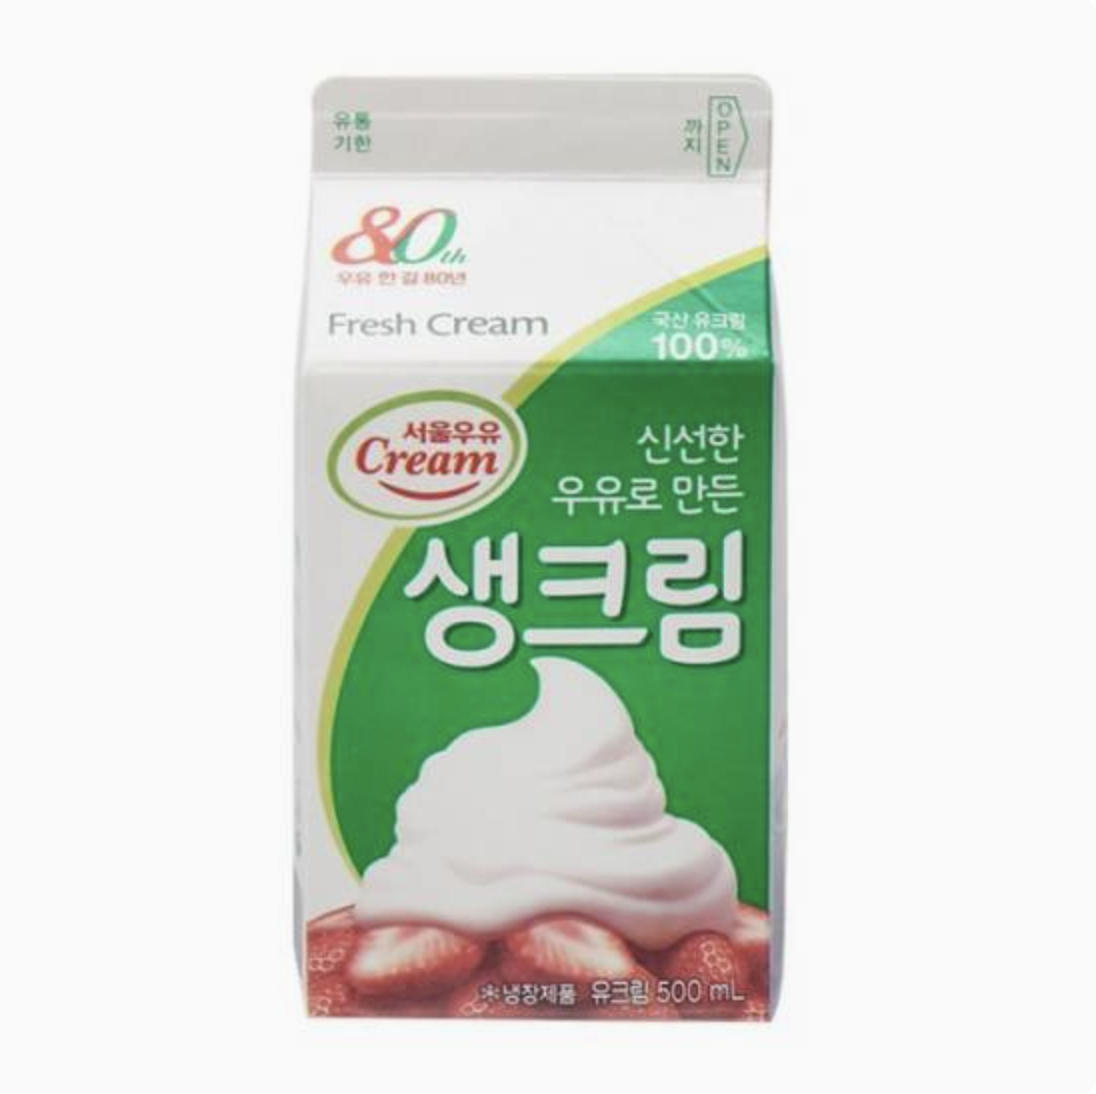 유통
기한
까
지
OPEN
80th
우유 한 길 80년
Fresh Cream
국산 유크림
100%
서울우유
Cream
신선한
우유로 만든
생크림
※냉장제품 유크림 500 mL